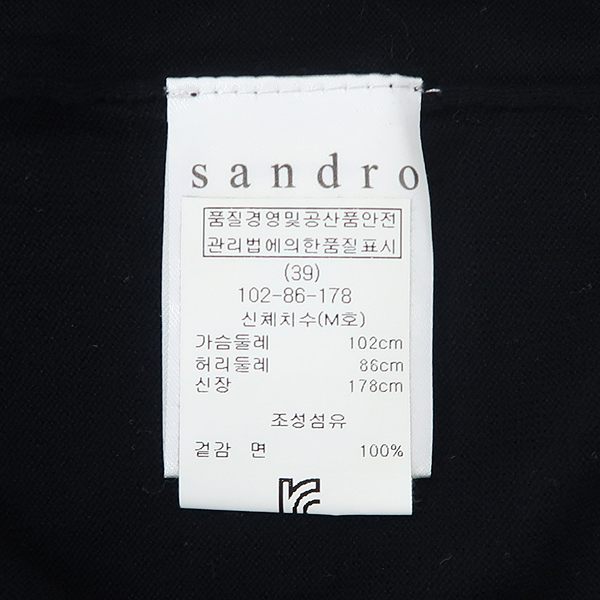 sandro
품질경영및공산품안전
관리법에의한품질표시
(39)
102-86-178
신체치수(M호)
가슴둘레 102cm
허리둘레 86cm
신장 178cm
조성섬유
겉감 면 100%